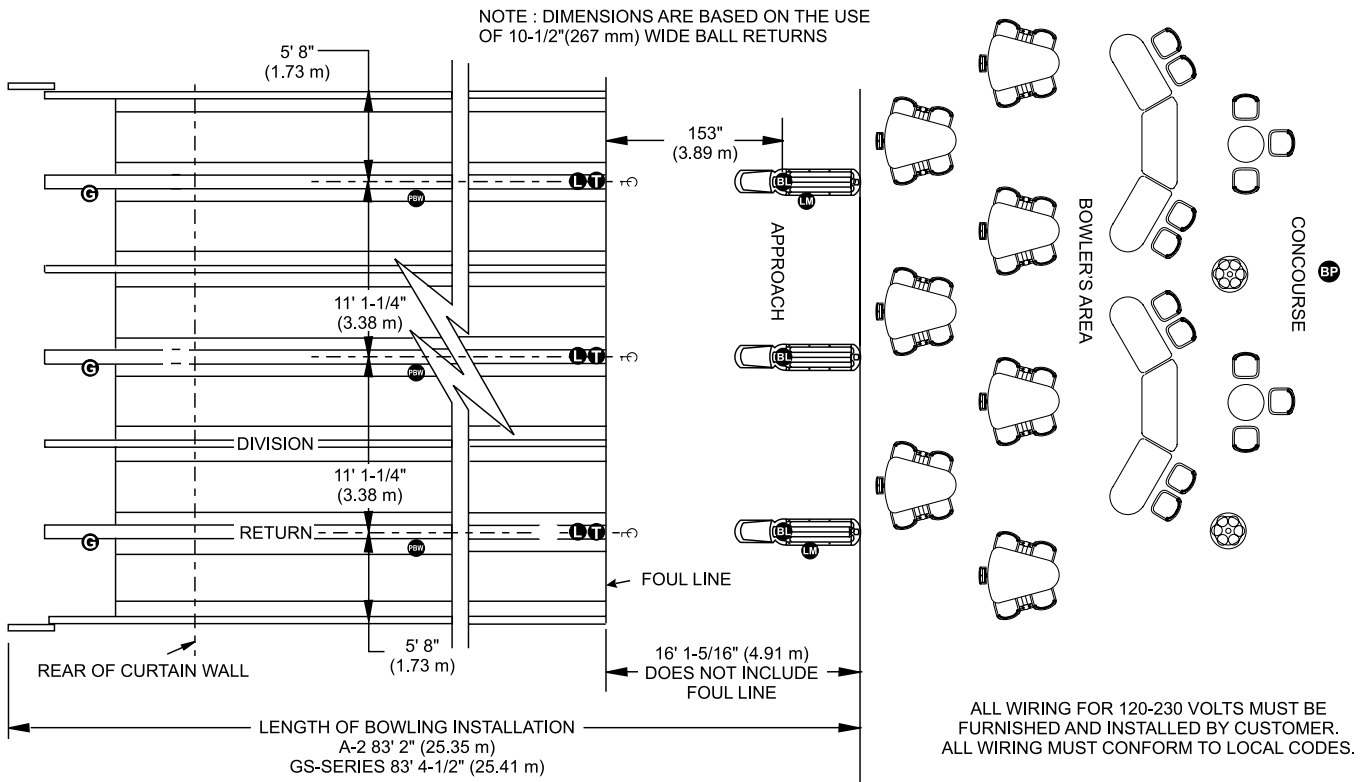 NOTE : DIMENSIONS ARE BASED ON THE USE
OF 10-1/2"(267 mm) WIDE BALL RETURNS
5' 8"
(1.73 m)
153"
(3.89 m)
G
PBW
L T
BL
LM
APPROACH
BOWLER'S AREA
CONCOURSE
BP
11' 1-1/4"
(3.38 m)
G
PBW
L T
BL
DIVISION
11' 1-1/4"
(3.38 m)
RETURN
G
PBW
L T
BL
LM
FOUL LINE
5' 8"
(1.73 m)
REAR OF CURTAIN WALL
16' 1-5/16" (4.91 m)
DOES NOT INCLUDE
FOUL LINE
LENGTH OF BOWLING INSTALLATION
A-2 83' 2" (25.35 m)
GS-SERIES 83' 4-1/2" (25.41 m)
ALL WIRING FOR 120-230 VOLTS MUST BE
FURNISHED AND INSTALLED BY CUSTOMER.
ALL WIRING MUST CONFORM TO LOCAL CODES.